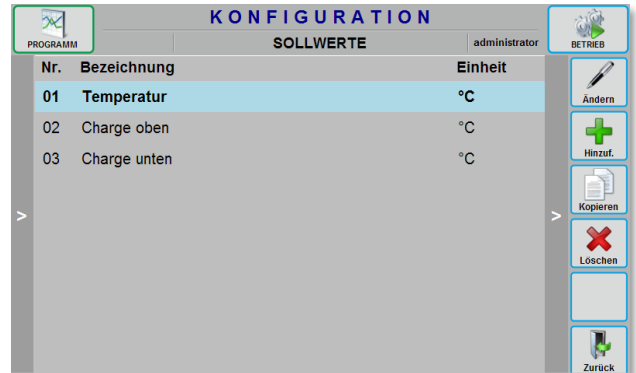 KONFIGURATION
PROGRAMM
SOLLWERTE
administrator
BETRIEB
Nr. Bezeichnung Einheit
01 Temperatur °C
02 Charge oben °C
03 Charge unten °C
>
>
Ändern
Hinzuf.
Kopieren
Löschen
Zurück